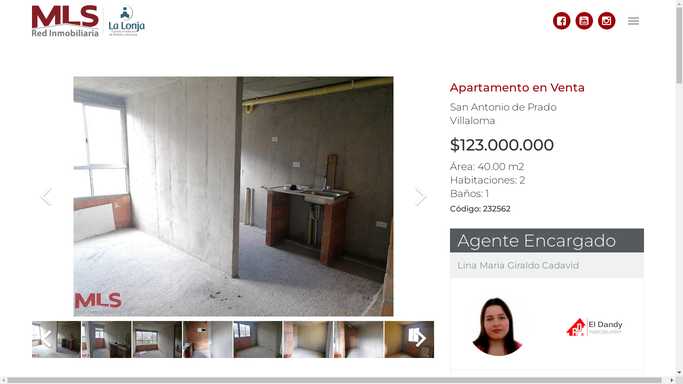 MLS
Red Inmobiliaria
La Lonja
Apartamento en Venta
San Antonio de Prado
Villaloma
$123.000.000
Área: 40.00 m2
Habitaciones: 2
Baños: 1
Código: 232562
Agente Encargado
Lina Maria Giraldo Cadavid
El Dandy
MLS